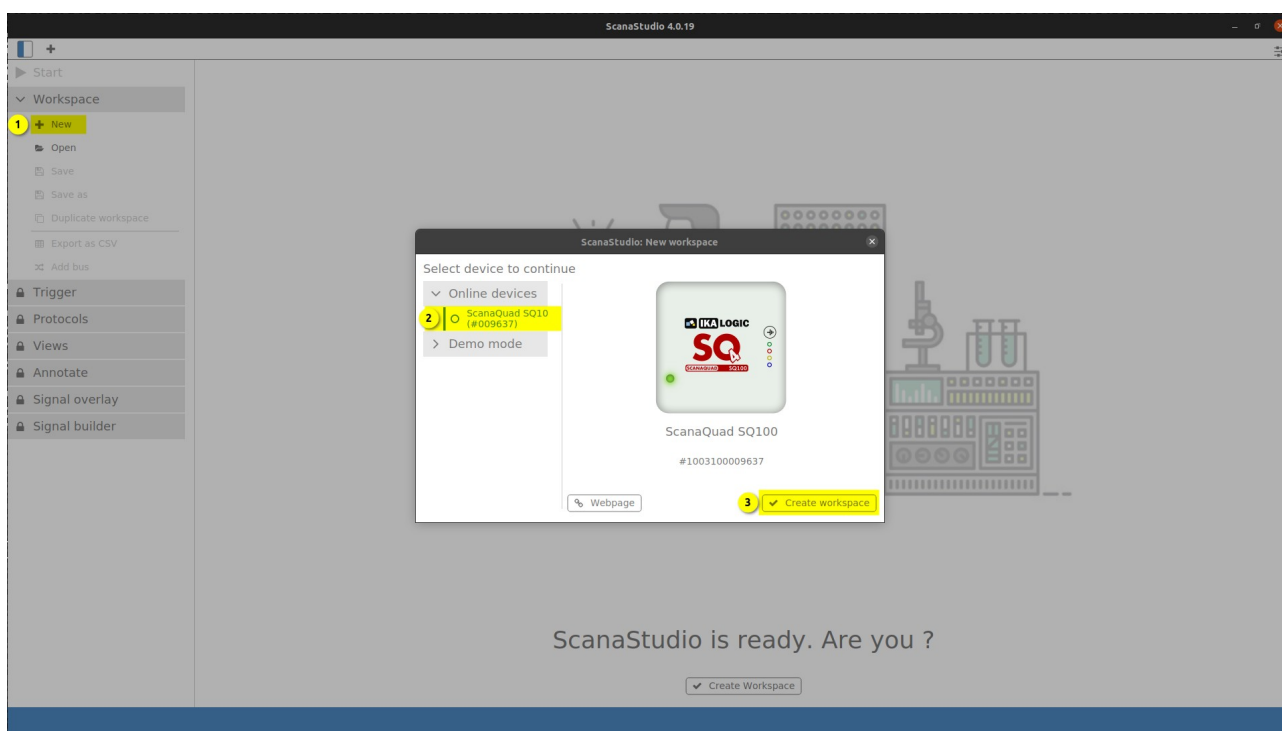 ScanaStudio 4.0.19
Start
Workspace
1 New
Open
Save
Save as
Duplicate workspace
Export as CSV
Add bus
Trigger
Protocols
Views
Annotate
Signal overlay
Signal builder
ScanaStudio: New workspace
Select device to continue
Online devices
2 ScanaQuad SQ10
(#009637)
Demo mode
IKALOGIC
SQ
SCANAQUAD SQ100
ScanaQuad SQ100
#1003100009637
Webpage
3 Create workspace
ScanaStudio is ready. Are you ?
Create Workspace